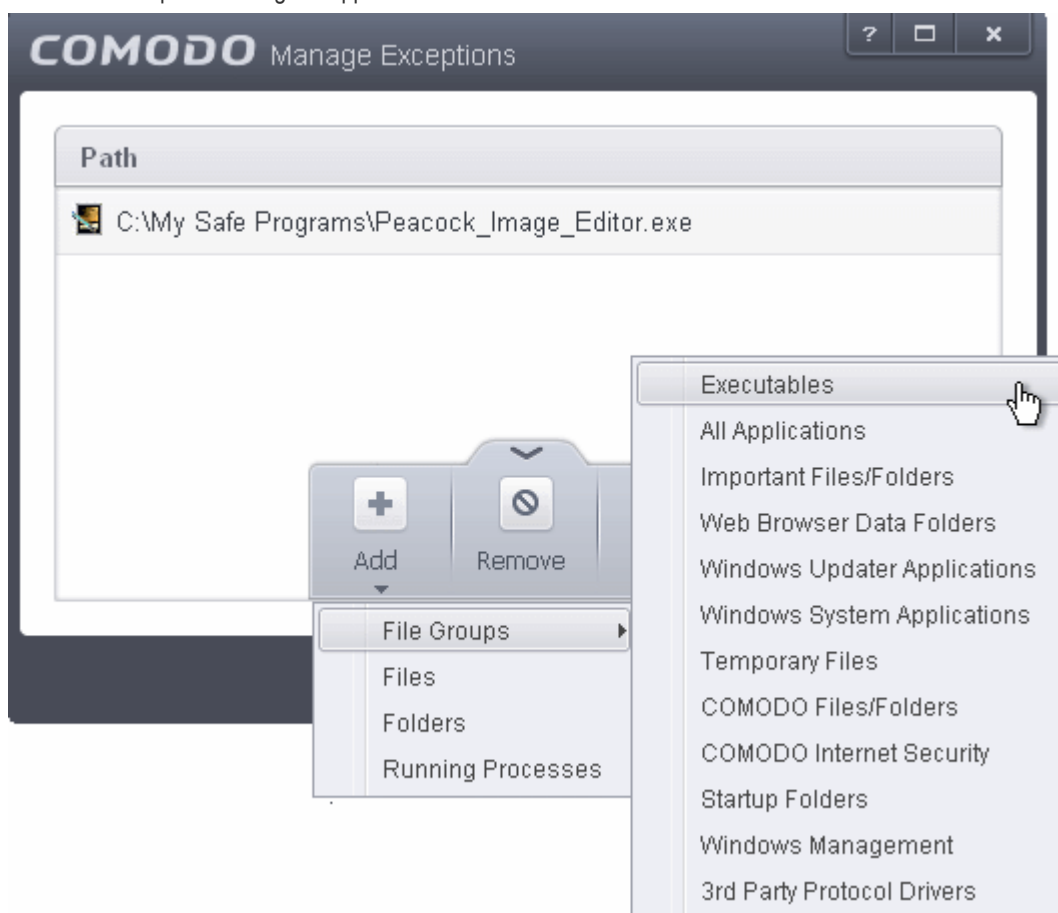 COMODO Manage Exceptions
?
Path
C:\My Safe Programs\Peacock_Image_Editor.exe
Add
Remove
File Groups
Files
Folders
Running Processes
Executables
All Applications
Important Files/Folders
Web Browser Data Folders
Windows Updater Applications
Windows System Applications
Temporary Files
COMODO Files/Folders
COMODO Internet Security
Startup Folders
Windows Management
3rd Party Protocol Drivers